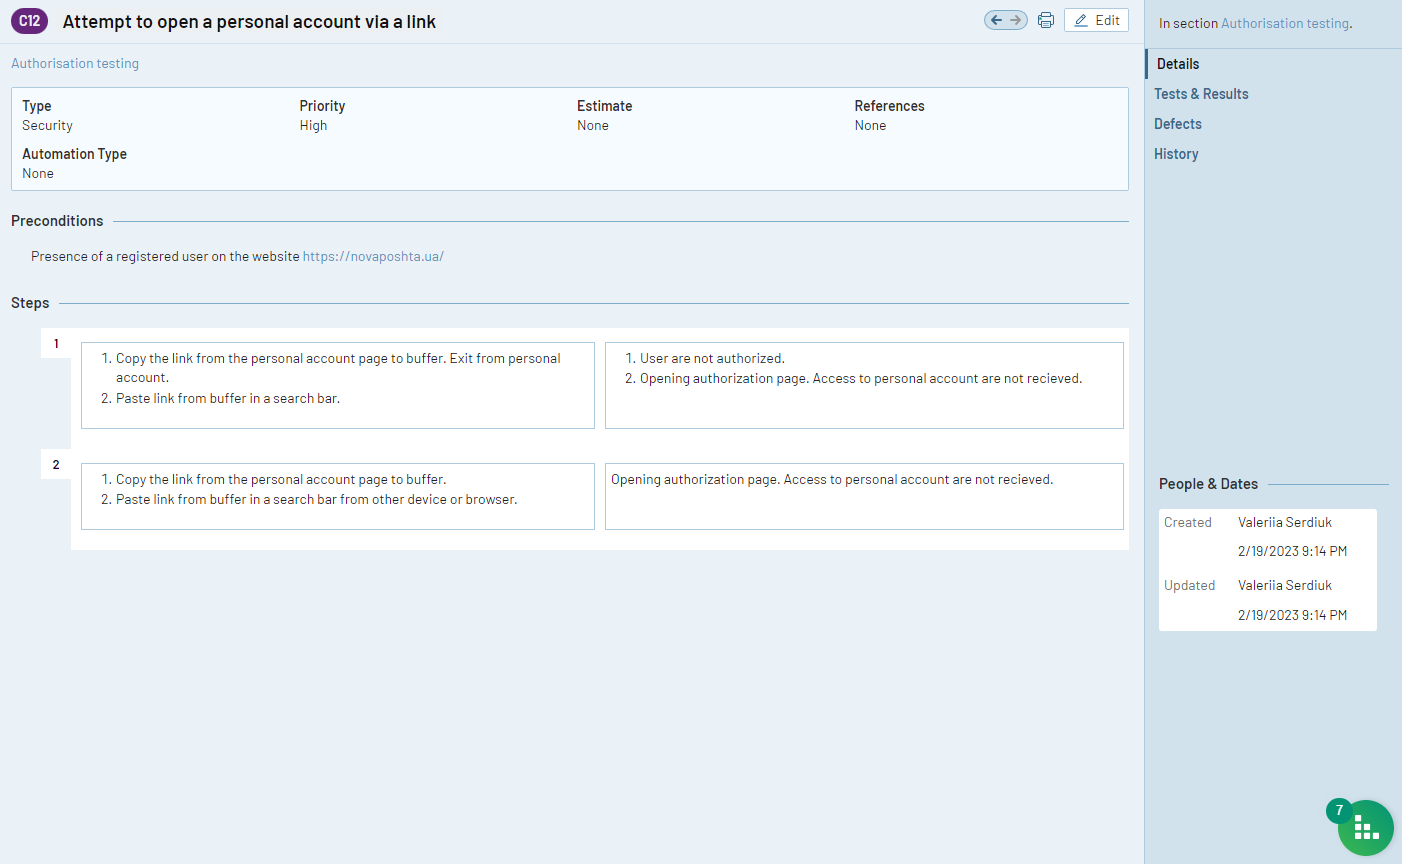 C12 Attempt to open a personal account via a link
Edit
Authorisation testing
Type Priority Estimate References
Security High None None
Automation Type
None
Preconditions
Presence of a registered user on the website https://novaposhta.ua/
Steps
1
1. Copy the link from the personal account page to buffer. Exit from personal
account.
2. Paste link from buffer in a search bar.
1. User are not authorized.
2. Opening authorization page. Access to personal account are not recieved.
2
1. Copy the link from the personal account page to buffer.
2. Paste link from buffer in a search bar from other device or browser.
Opening authorization page. Access to personal account are not recieved.
In section Authorisation testing.
Details
Tests & Results
Defects
History
People & Dates
Created Valeriia Serdiuk
2/19/2023 9:14 PM
Updated Valeriia Serdiuk
2/19/2023 9:14 PM
7